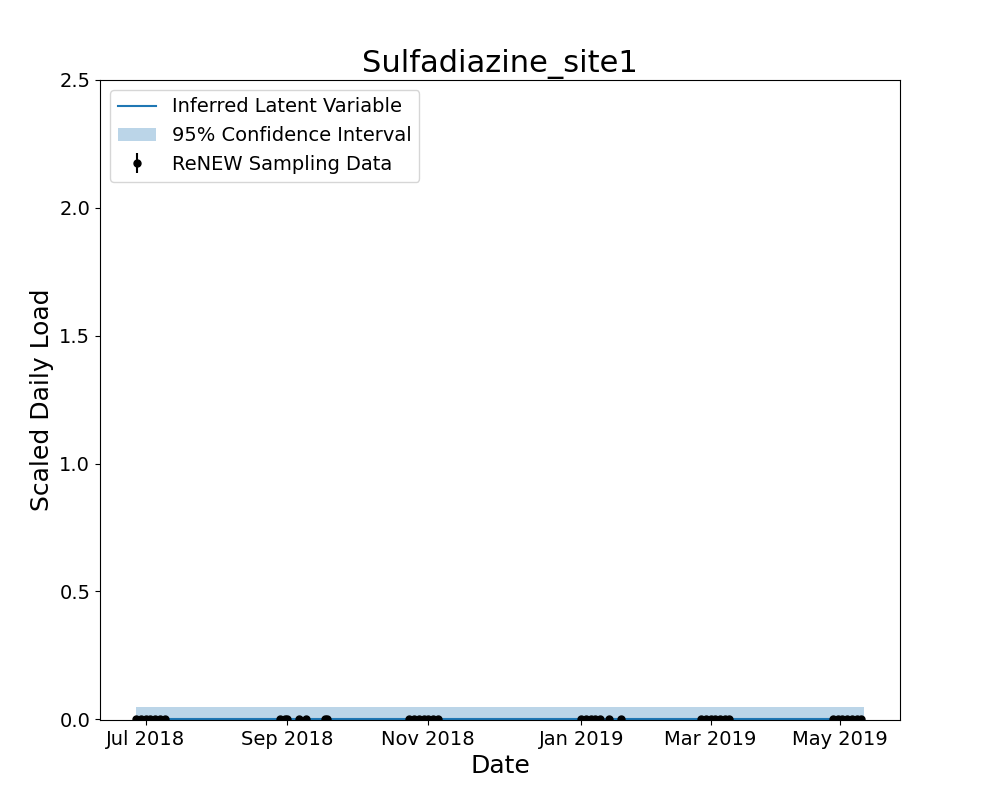 Sulfadiazine_site1
2.5
Inferred Latent Variable
95% Confidence Interval
ReNEW Sampling Data
2.0
1.5
1.0
0.5
0.0
Scaled Daily Load
Jul 2018
Sep 2018
Nov 2018
Jan 2019
Mar 2019
May 2019
Date